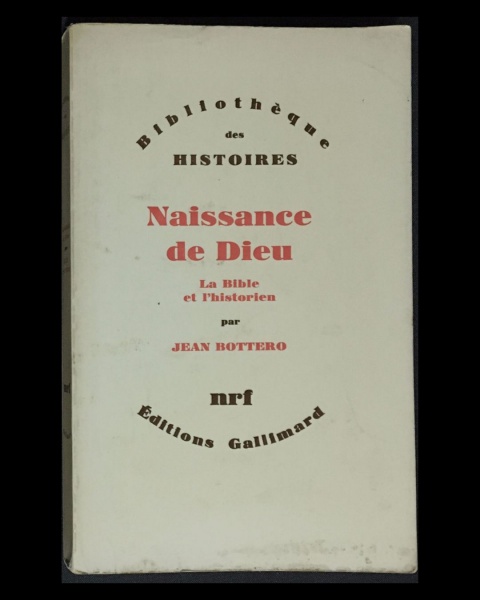 Bibliothèque
des
HISTOIRES
Naissance
de Dieu
La Bible
et l'historien
par
JEAN BOTTERO
nrf
Éditions Gallimard